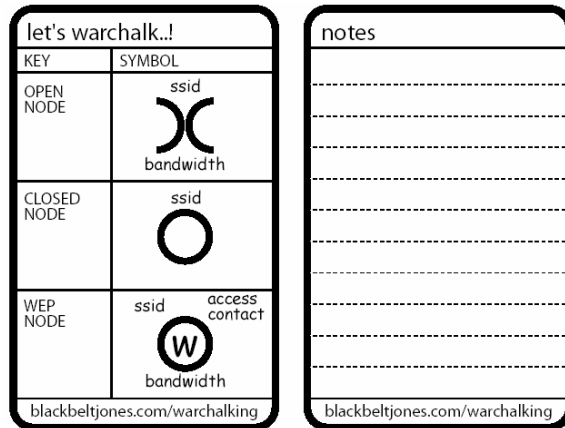 let's warchalk..!
KEY SYMBOL
OPEN
NODE
ssid
bandwidth
CLOSED
NODE
ssid
WEP
NODE
ssid
access
contact
W
bandwidth
blackbeltjones.com/warchalking
notes
blackbeltjones.com/warchalking